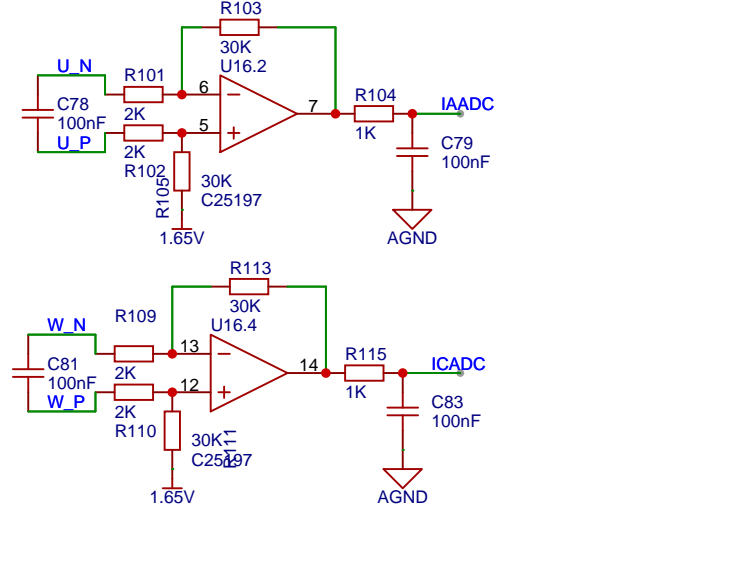 R103
30K
U16.2
U_N
R101
6
7
R104
IAADC
C78
100nF
2K
5
1K
U_P
2K
R102
C79
100nF
R105
30K
C25197
1.65V
AGND
R113
30K
U16.4
W_N
R109
13
14
R115
ICADC
C81
100nF
2K
12
1K
W_P
2K
R110
C83
100nF
30K
C25197
R111
1.65V
AGND